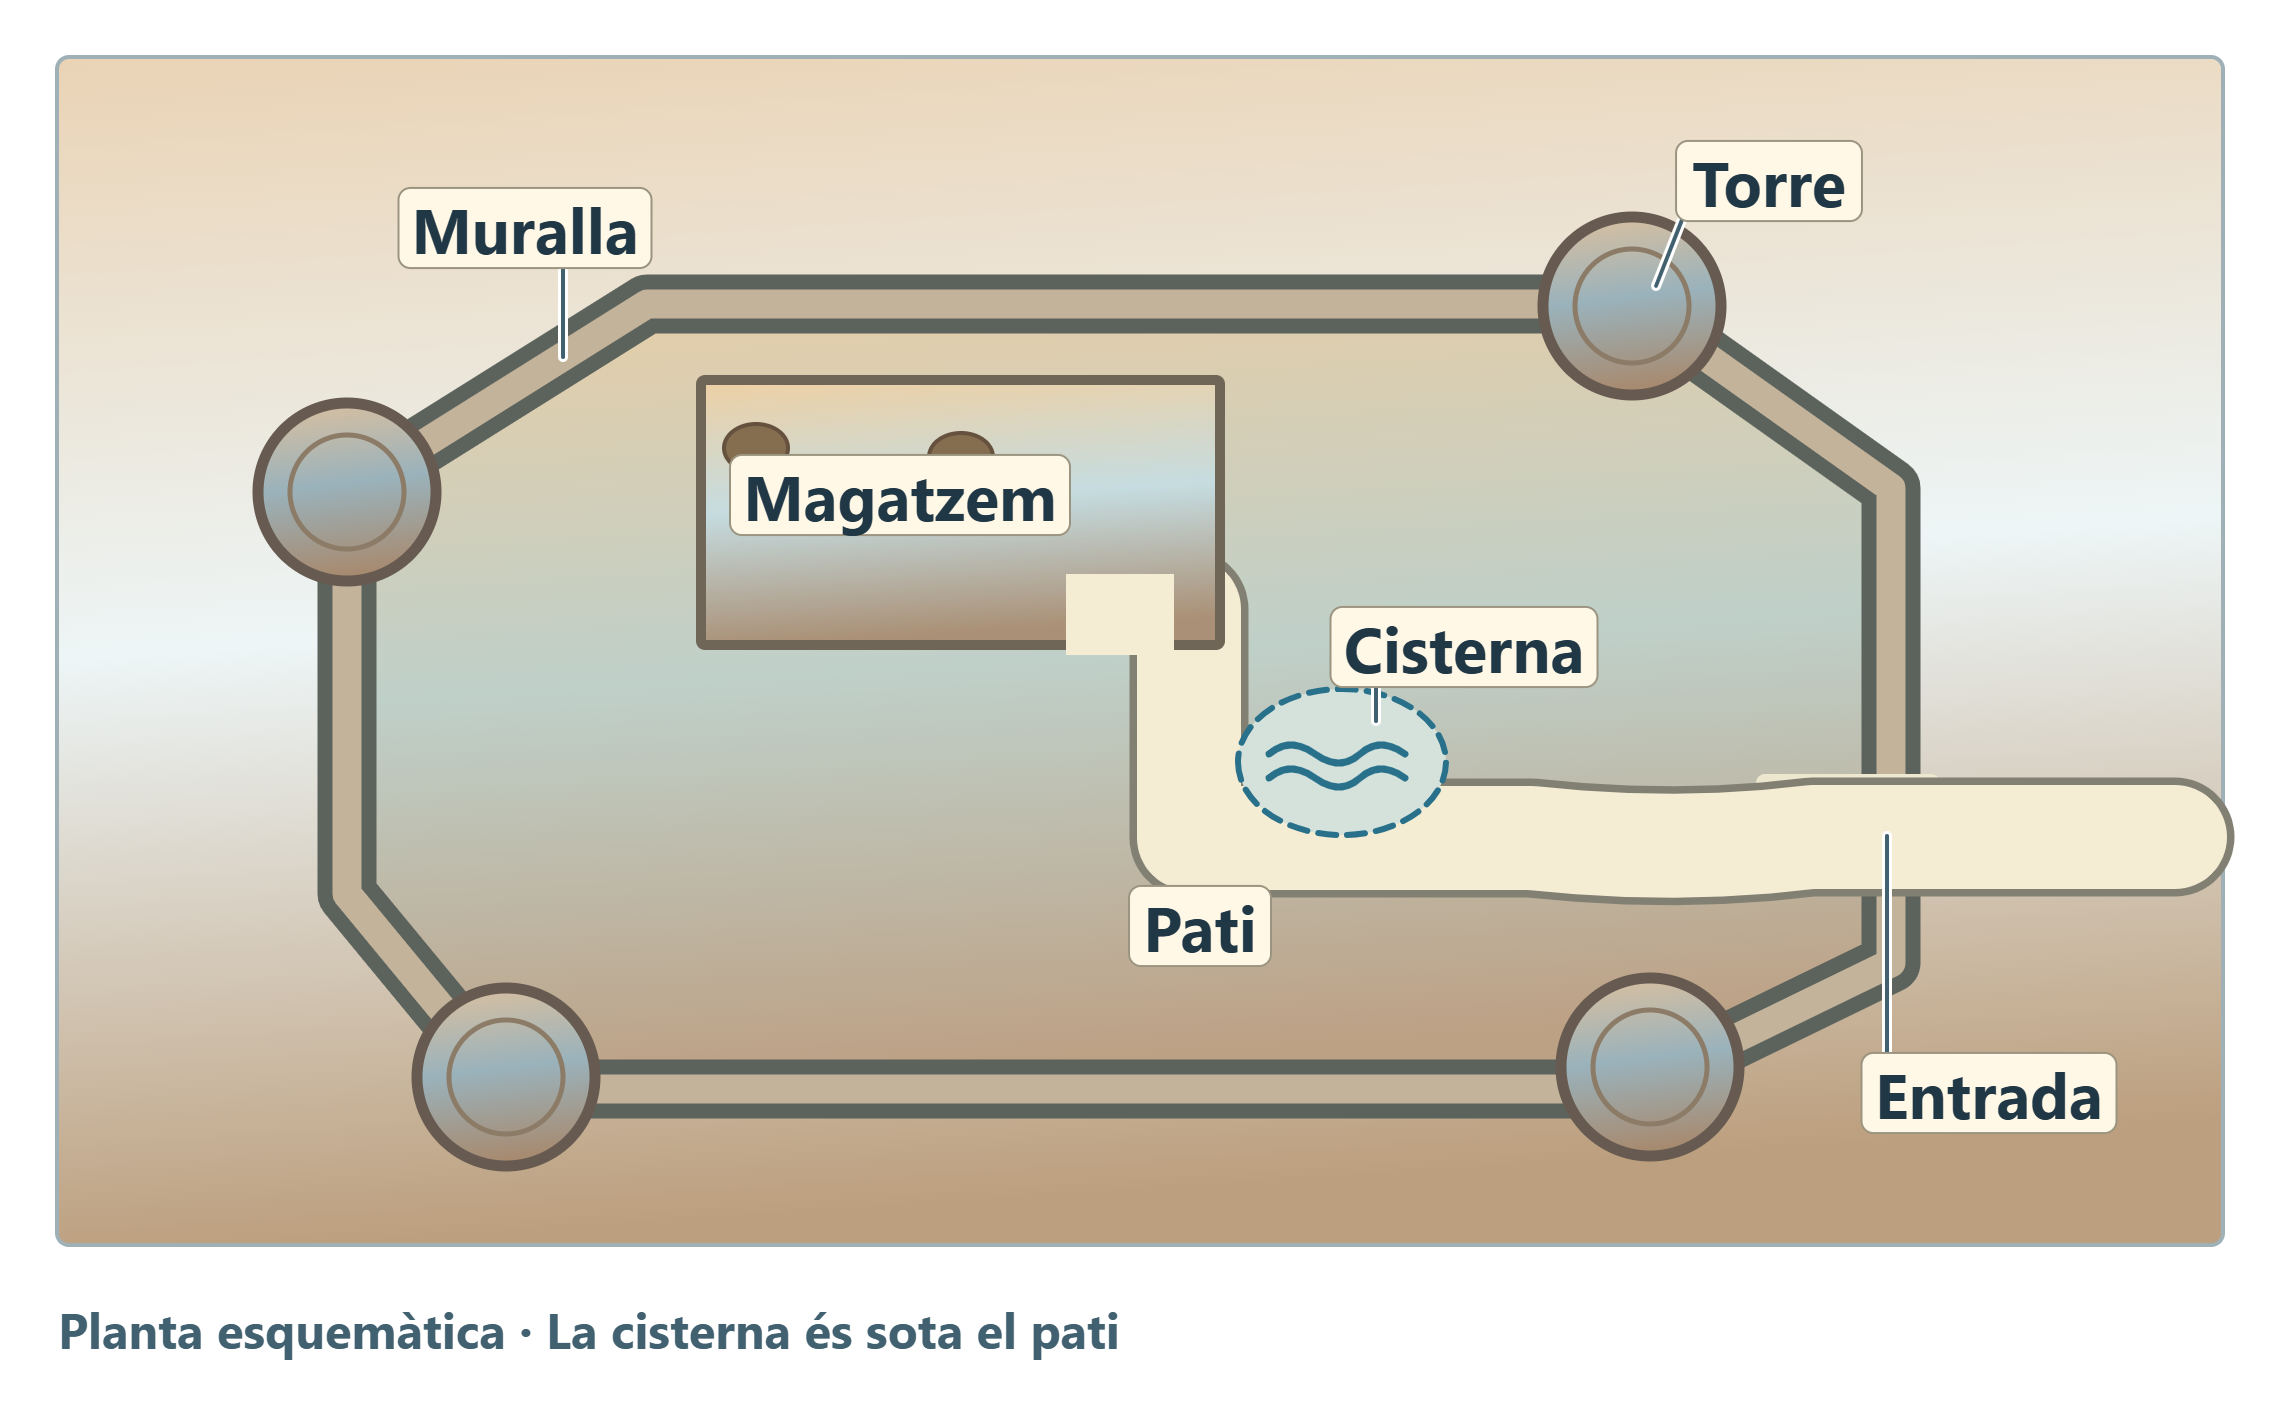 Torre
Muralla
Magatzem
Cisterna
Pati
Entrada
Planta esquemàtica · La cisterna és sota el pati